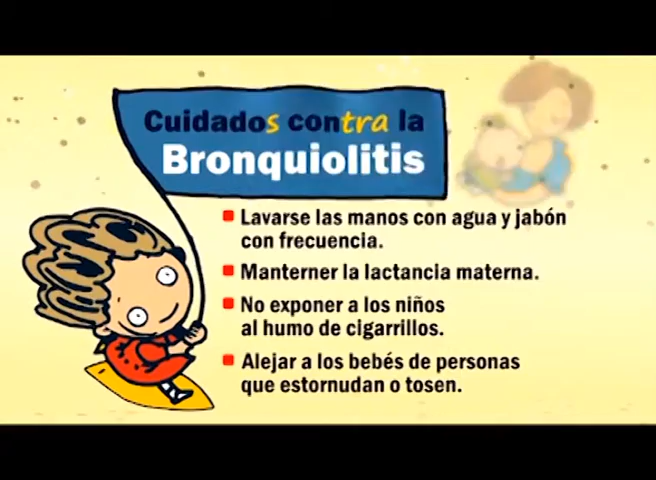 Cuidados contra la
Bronquiolitis
Lavarse las manos con agua y jabón
con frecuencia.
Manterner la lactancia materna.
No exponer a los niños
al humo de cigarrillos.
Alejar a los bebés de personas
que estornudan o tosen.